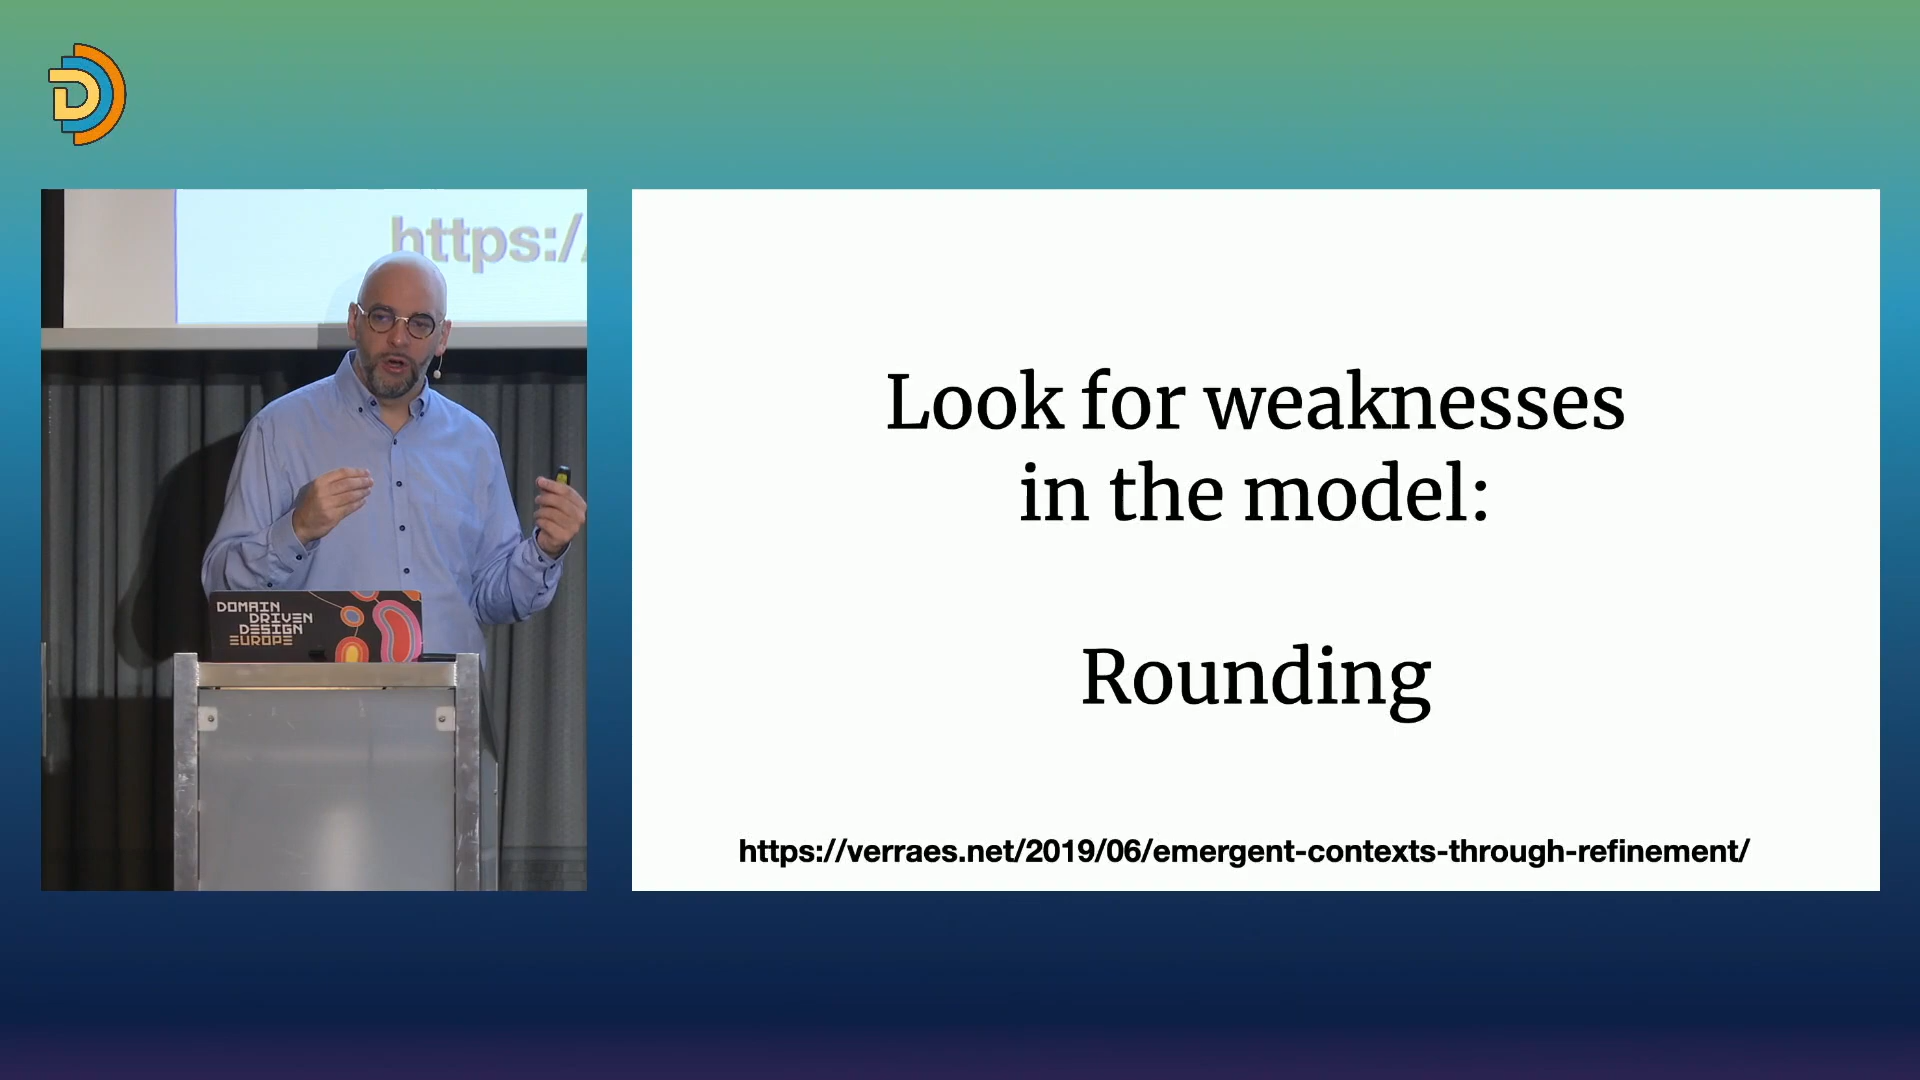 https:/
DOMAIN
DRIVEN
DESIGN
EUROPE
Look for weaknesses
in the model:
Rounding
https://verraes.net/2019/06/emergent-contexts-through-refinement/